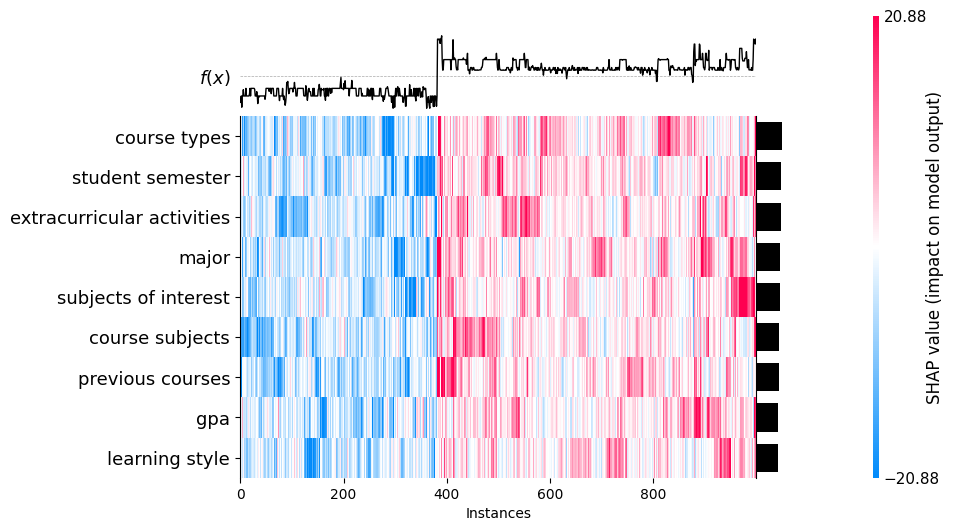 20.88
f(x)
course types
student semester
extracurricular activities
major
subjects of interest
course subjects
previous courses
gpa
learning style
0 200 400 600 800
Instances
−20.88
SHAP value (impact on model output)